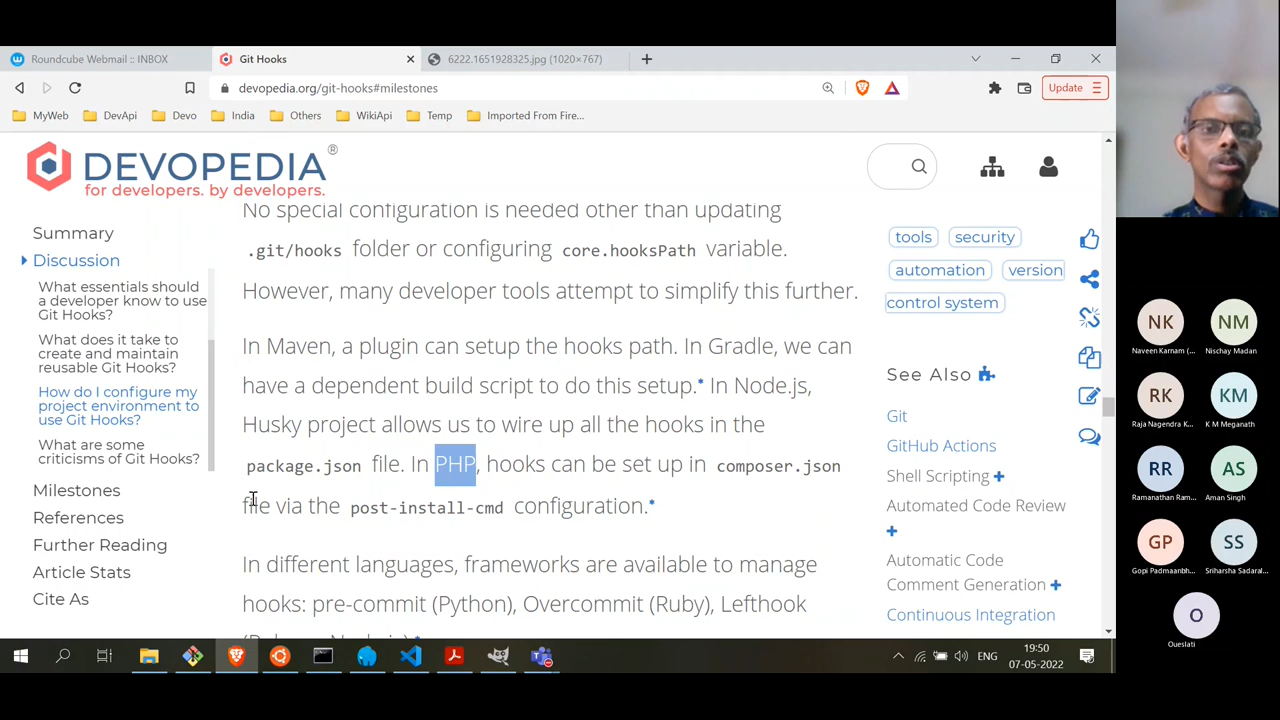 Roundcube Webmail :: INBOX
Git Hooks
6222.1651928325.jpg (1020×767)
devopedia.org/git-hooks#milestones
Update
MyWeb
DevApi
Devo
India
Others
WikiApi
Temp
Imported From Fire...
DEVOPEDIA®
for developers. by developers.
Summary
Discussion
What essentials should
a developer know to use
Git Hooks?
What does it take to
create and maintain
reusable Git Hooks?
How do I configure my
project environment to
use Git Hooks?
What are some
criticisms of Git Hooks?
Milestones
References
Further Reading
Article Stats
Cite As
No special configuration is needed other than updating
.git/hooks folder or configuring core.hooksPath variable.
However, many developer tools attempt to simplify this further.
In Maven, a plugin can setup the hooks path. In Gradle, we can
have a dependent build script to do this setup.* In Node.js,
Husky project allows us to wire up all the hooks in the
package.json file. In PHP, hooks can be set up in composer.json
file via the post-install-cmd configuration.*
In different languages, frameworks are available to manage
hooks: pre-commit (Python), Overcommit (Ruby), Lefthook
tools
security
automation
version
control system
See Also
Git
GitHub Actions
Shell Scripting +
Automated Code Review
+
Automatic Code
Comment Generation +
Continuous Integration
ENG
19:50
07-05-2022
NK
Naveen Karnam (...
NM
Nischay Madan
RK
Raja Nagendra K...
KM
K M Meganath
RR
Ramanathan Ram...
AS
Aman Singh
GP
Gopi Padmaanbh...
SS
Sriharsha Sadaral...
O
Oueslati